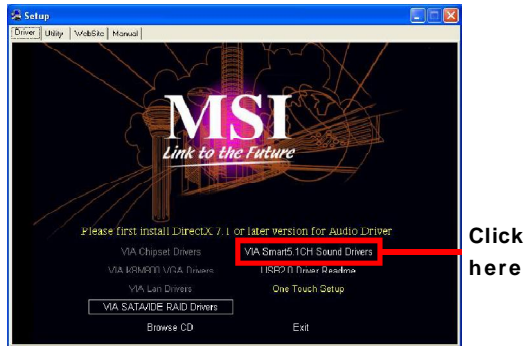 Setup
Driver Utility WebSite Manual
MSI
Link to the Future
Please first install DirectX 7.1 or later version for Audio Driver
VIA Chipset Drivers VIA Smart5.1CH Sound Drivers
VIA K8M800 VGA Drivers USB2.0 Driver Readme
VIA Lan Drivers One Touch Setup
VIA SATA/IDE RAID Drivers
Browse CD Exit
Click
here